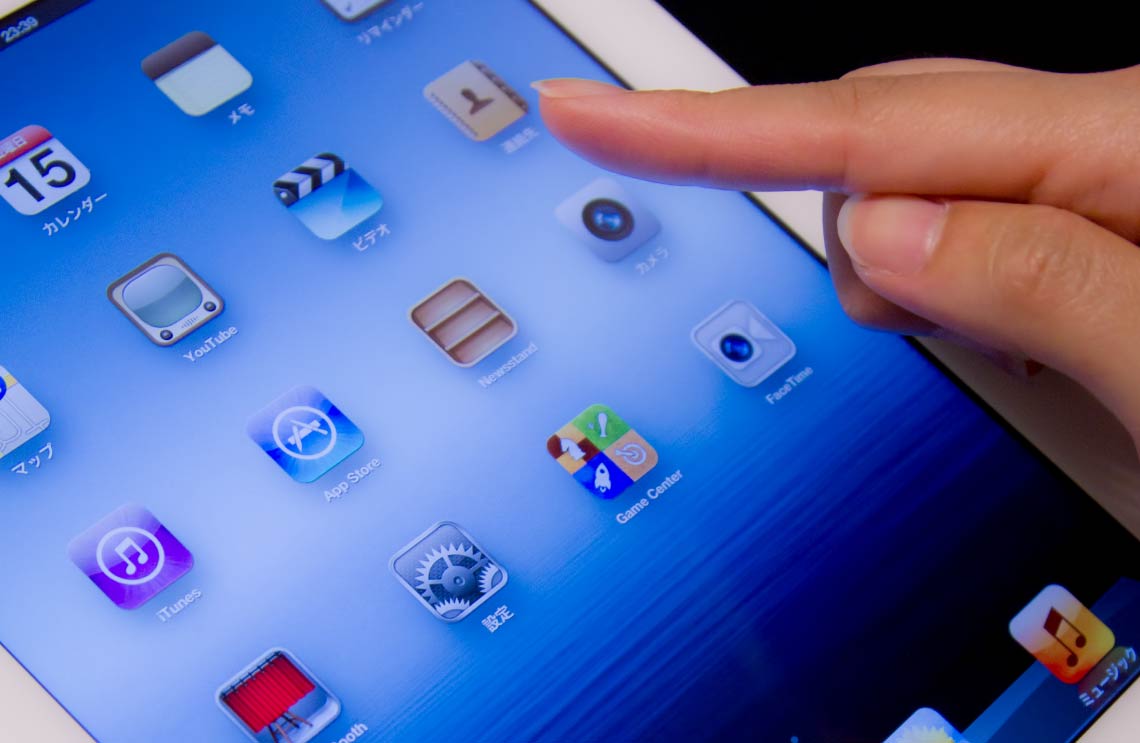 23:39
リマインダー
メモ
連絡先
曜日
15
カレンダー
ビデオ
カメラ
YouTube
Newsstand
FaceTime
マップ
App Store
Game Center
iTunes
設定
ooth
ミュージック